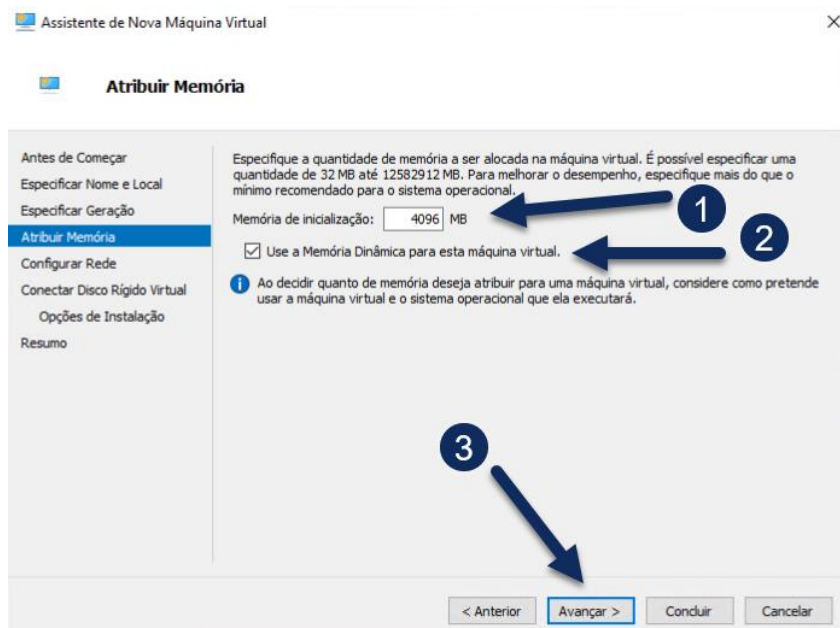 Assistente de Nova Máquina Virtual
Atribuir Memória
Antes de Começar
Especificar Nome e Local
Especificar Geração
Atribuir Memória
Configurar Rede
Conectar Disco Rígido Virtual
Opções de Instalação
Resumo
Especifique a quantidade de memória a ser alocada na máquina virtual. É possível especificar uma
quantidade de 32 MB até 12582912 MB. Para melhorar o desempenho, especifique mais do que o
mínimo recomendado para o sistema operacional.
Memória de inicialização: 4096 MB
1
Use a Memória Dinâmica para esta máquina virtual.
2
Ao decidir quanto de memória deseja atribuir para uma máquina virtual, considere como pretende
usar a máquina virtual e o sistema operacional que ela executará.
3
< Anterior Avançar > Concluir Cancelar